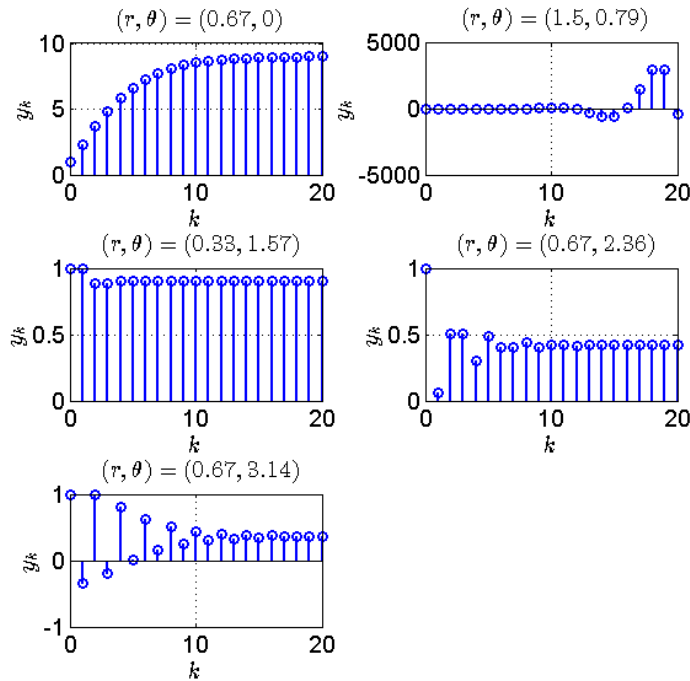 (r, θ) = (0.67, 0)
10
5
0
y_k
0 10 20
k
(r, θ) = (1.5, 0.79)
5000
0
-5000
y_k
0 10 20
k
(r, θ) = (0.33, 1.57)
1
0.5
0
y_k
0 10 20
k
(r, θ) = (0.67, 2.36)
1
0.5
0
y_k
0 10 20
k
(r, θ) = (0.67, 3.14)
1
0
-1
y_k
0 10 20
k